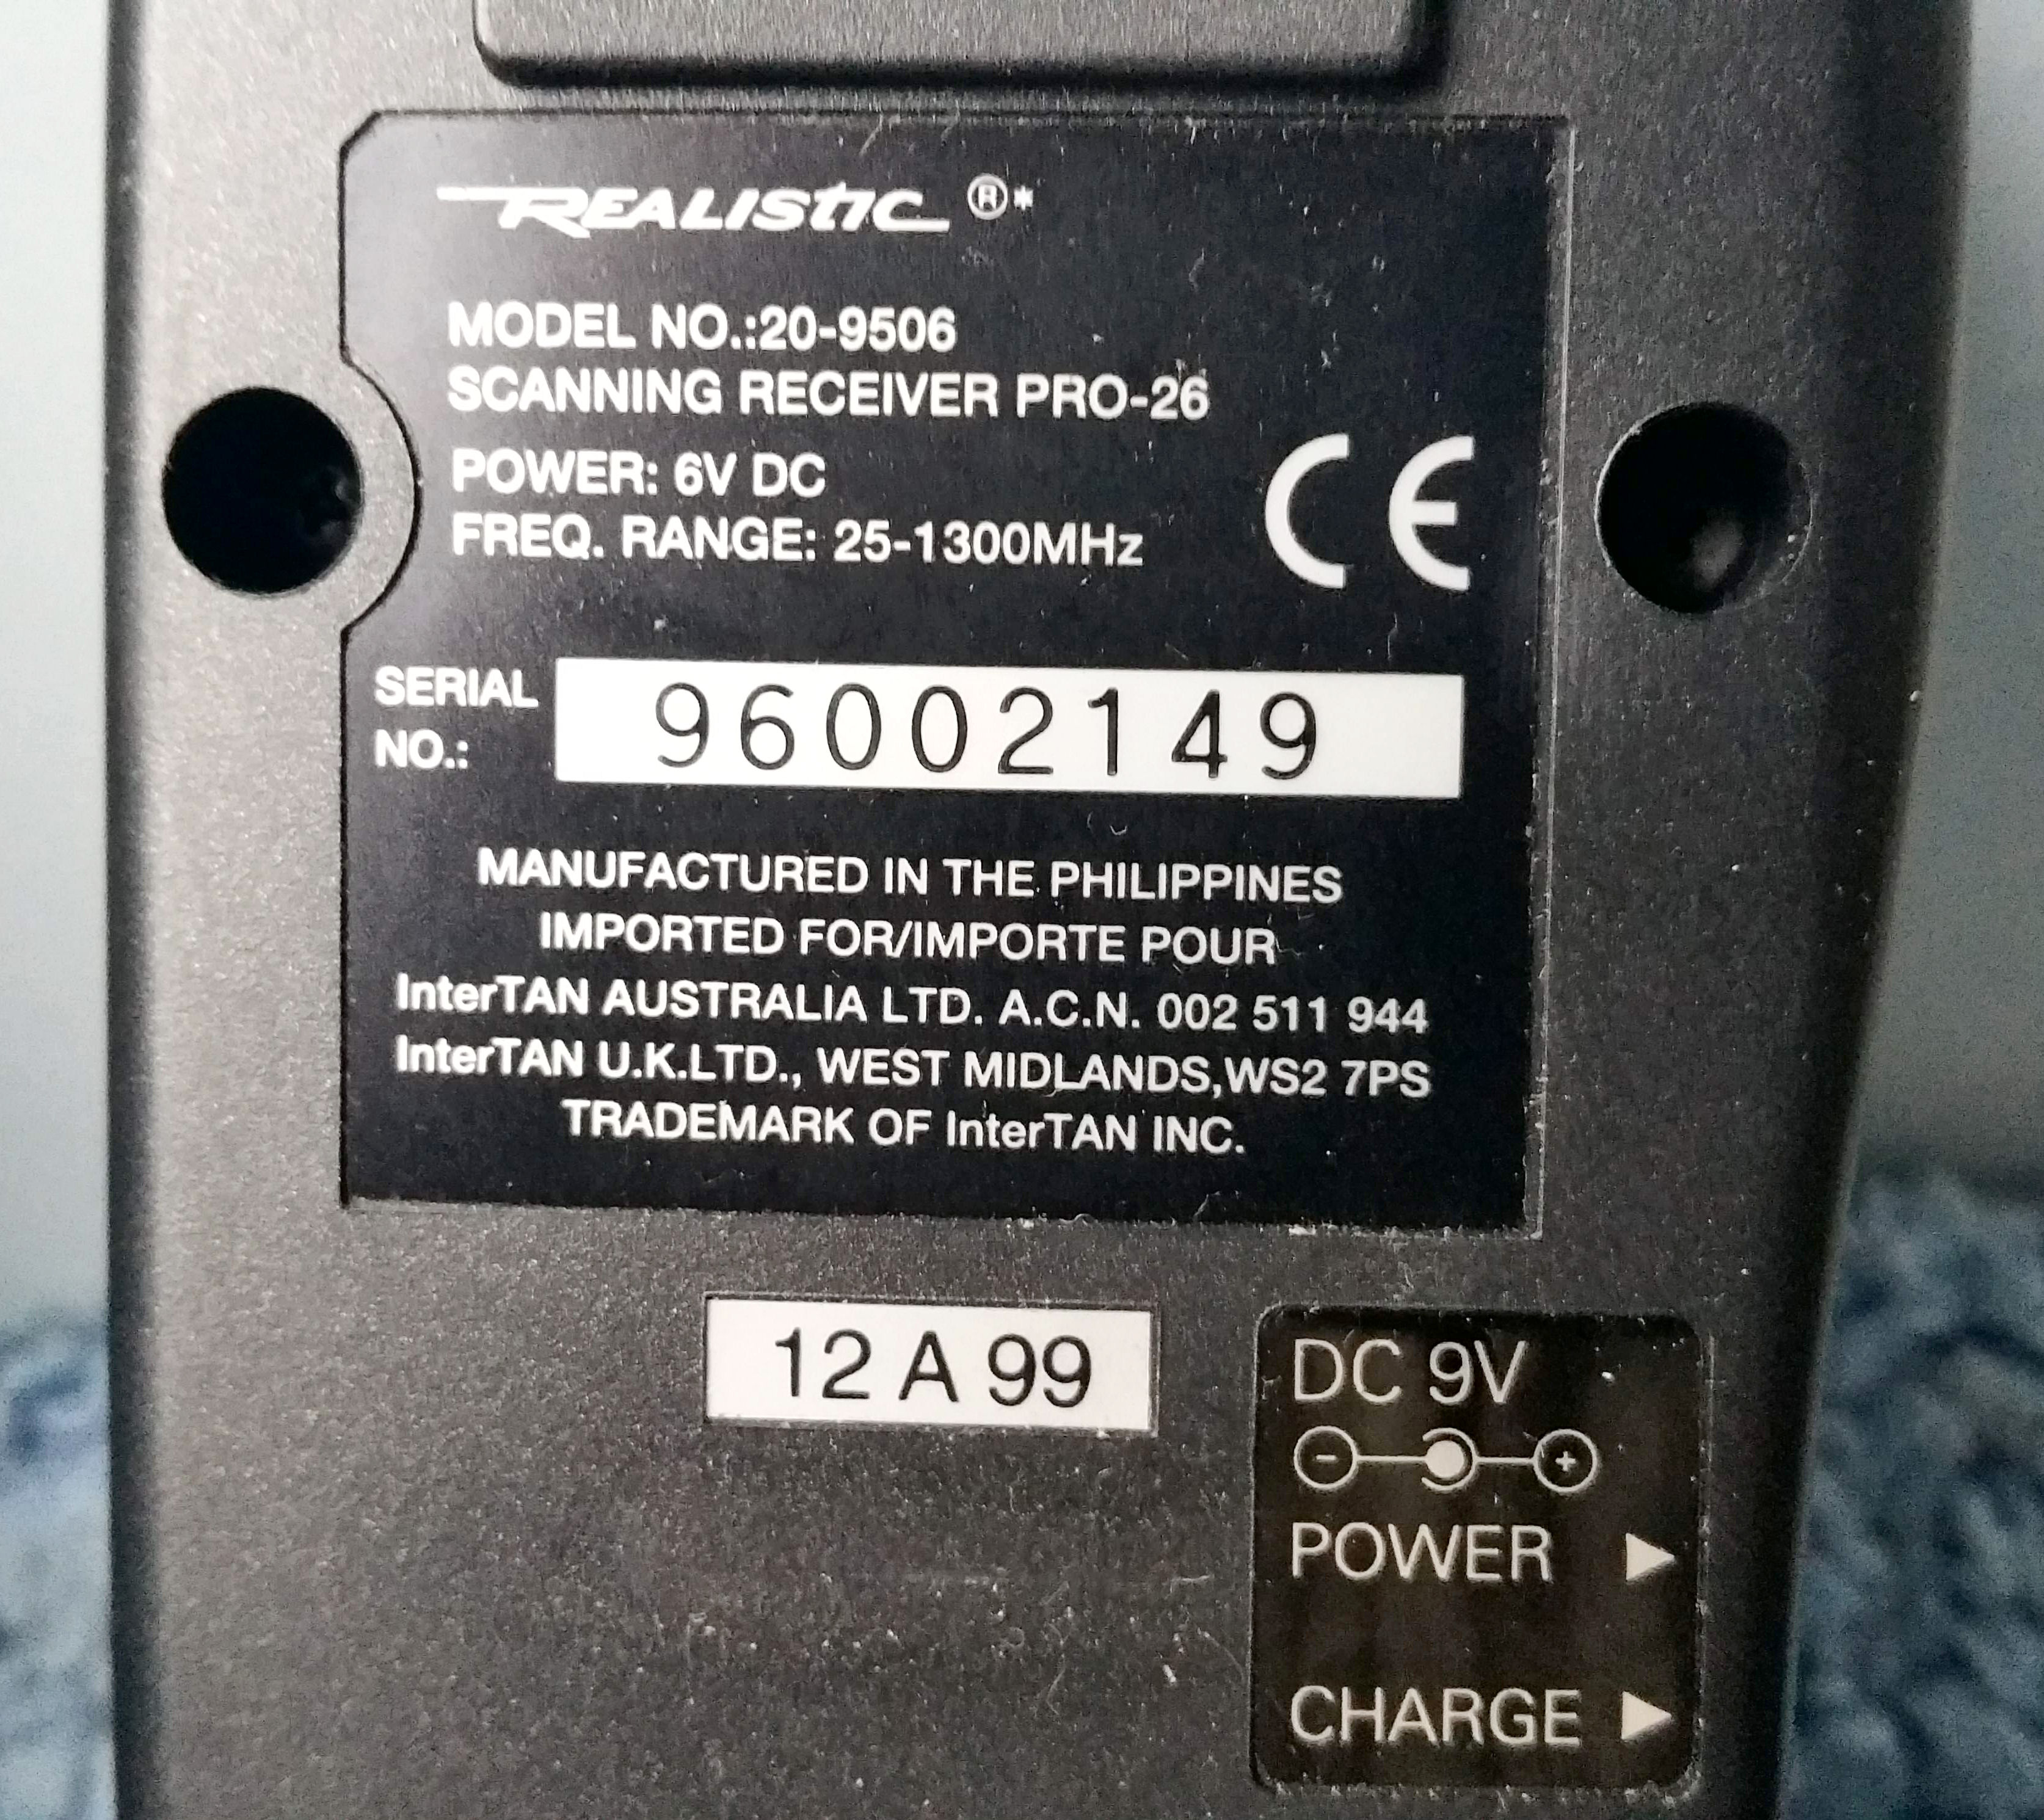 REALISTIC ®*
MODEL NO.:20-9506
SCANNING RECEIVER PRO-26
POWER: 6V DC
FREQ. RANGE: 25-1300MHz
CE
SERIAL NO.: 96002149
MANUFACTURED IN THE PHILIPPINES
IMPORTED FOR/IMPORTE POUR
InterTAN AUSTRALIA LTD. A.C.N. 002 511 944
InterTAN U.K.LTD., WEST MIDLANDS,WS2 7PS
TRADEMARK OF InterTAN INC.
12 A 99
DC 9V
- +
POWER ▶
CHARGE ▶